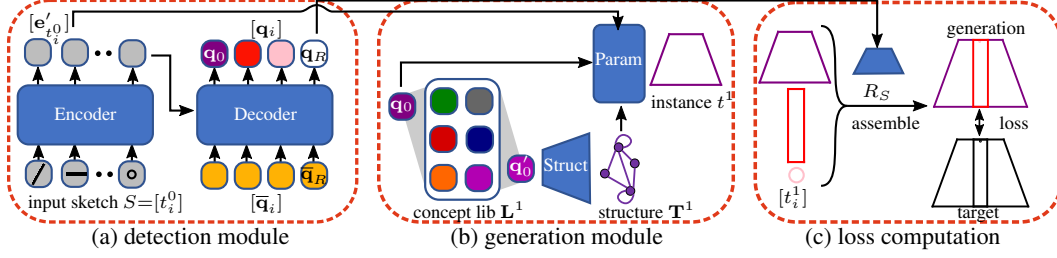 [𝐞′_{t_i^0}]
[𝐪_i]
𝐪_0
𝐪_R
Encoder
Decoder
𝐪̄_R
[𝐪̄_i]
input sketch S=[t_i^0]
(a) detection module
Param
𝐪_0
instance t^1
𝐪′_0
Struct
concept lib 𝐋^1
structure 𝐓^1
(b) generation module
generation
R_S
assemble
loss
[t_i^1]
target
(c) loss computation